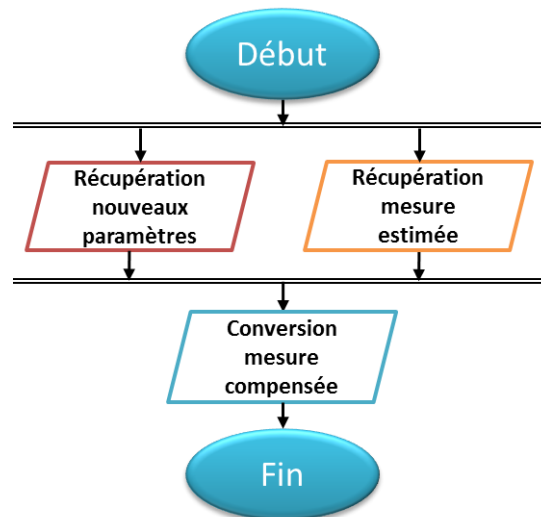 Début
Récupération
nouveaux
paramètres
Récupération
mesure
estimée
Conversion
mesure
compensée
Fin